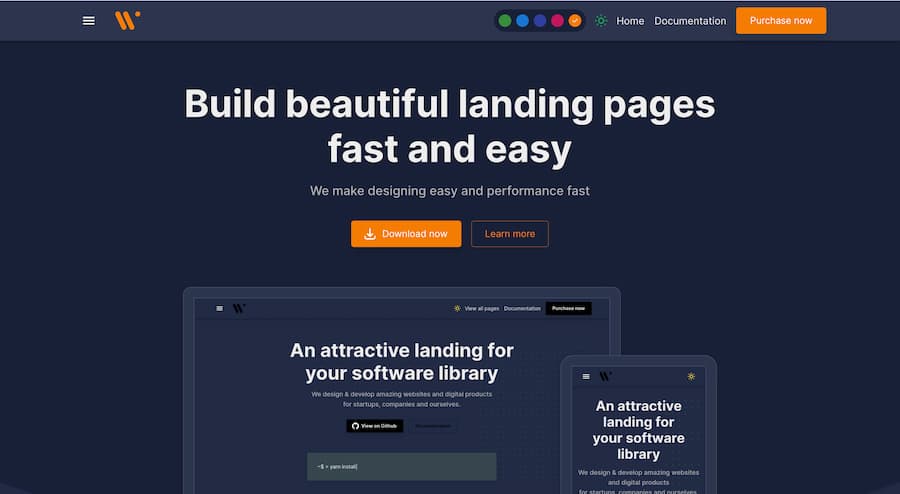 Home
Documentation
Purchase now
Build beautiful landing pages
fast and easy
We make designing easy and performance fast
Download now
Learn more
View all pages
Documentation
Purchase now
An attractive landing for
your software library
We design & develop amazing websites and digital products
for startups, companies and ourselves.
View on Github
Documentation
~$ > yarn install
An attractive
landing for
your software
library
We design & develop amazing websites
and digital products
for startups, companies and ourselves.